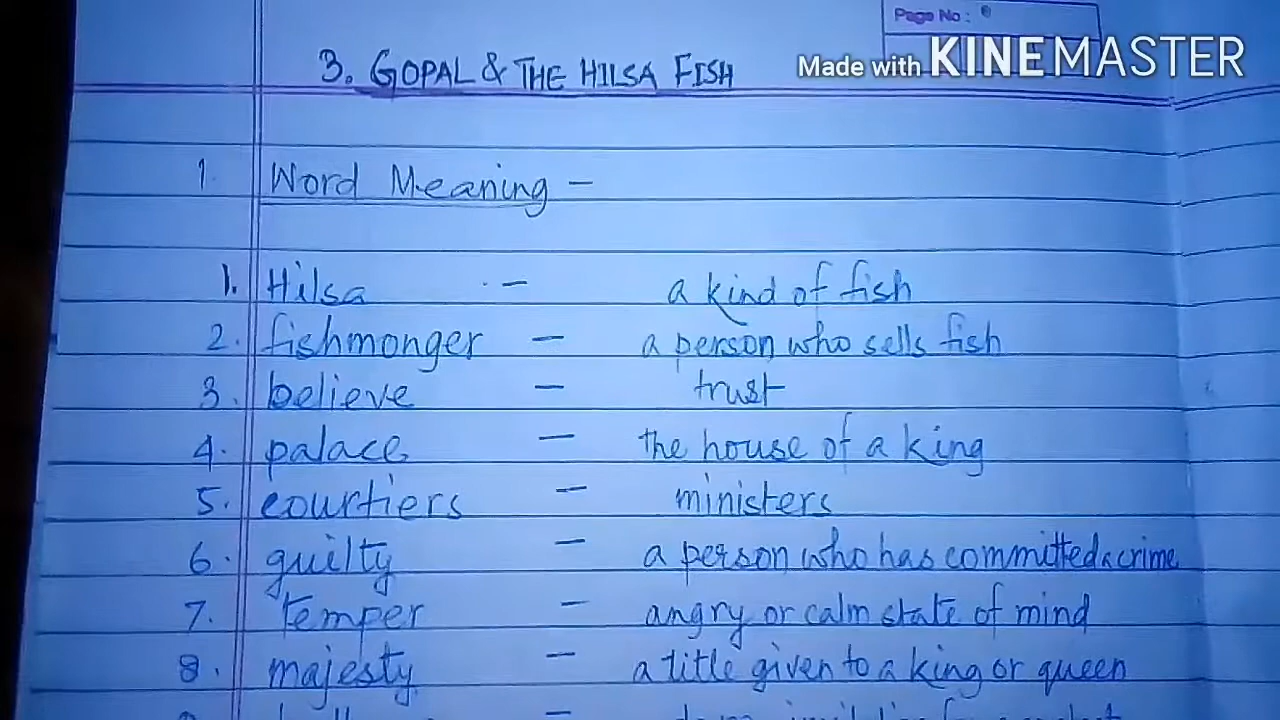 Page No :
Made with KINEMASTER
3. GOPAL & THE HILSA FISH
1. Word Meaning -
1. Hilsa - a kind of fish
2. fishmonger - a person who sells fish
3. believe - trust
4. palace - the house of a king
5. courtiers - ministers
6. guilty - a person who has committed a crime
7. temper - angry or calm state of mind
8. majesty - a title given to a king or queen